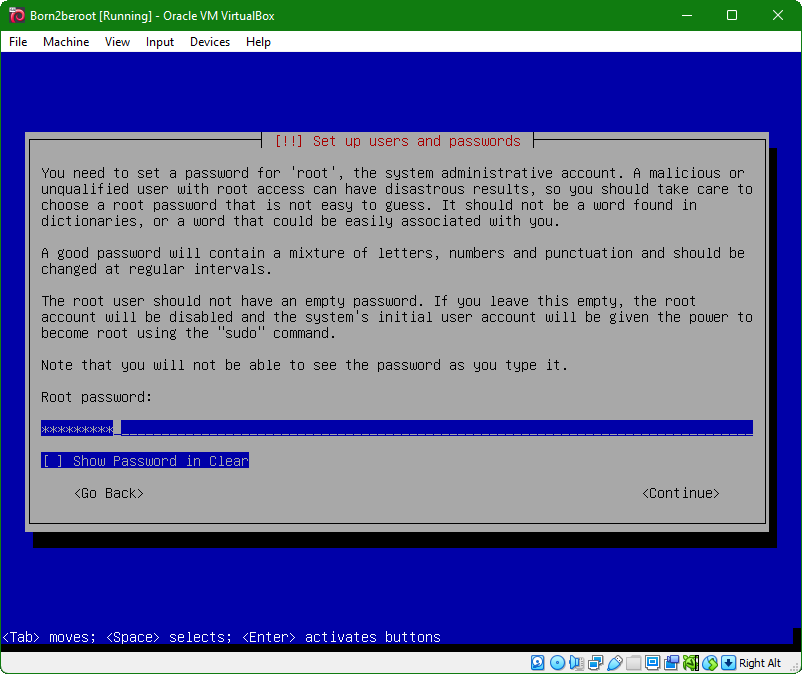 Born2beroot [Running] - Oracle VM VirtualBox
File Machine View Input Devices Help
[!!] Set up users and passwords
You need to set a password for 'root', the system administrative account. A malicious or
unqualified user with root access can have disastrous results, so you should take care to
choose a root password that is not easy to guess. It should not be a word found in
dictionaries, or a word that could be easily associated with you.
A good password will contain a mixture of letters, numbers and punctuation and should be
changed at regular intervals.
The root user should not have an empty password. If you leave this empty, the root
account will be disabled and the system's initial user account will be given the power to
become root using the "sudo" command.
Note that you will not be able to see the password as you type it.
Root password:
*********
[ ] Show Password in Clear
<Go Back> <Continue>
<Tab> moves; <Space> selects; <Enter> activates buttons
Right Alt